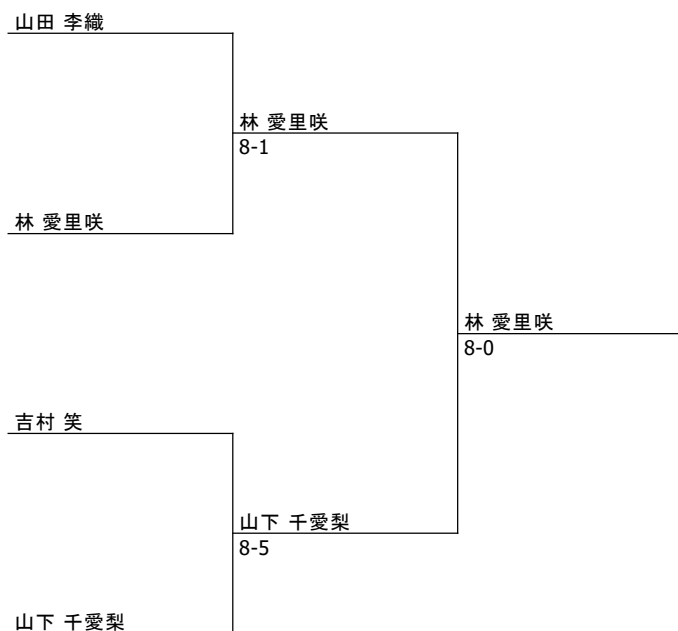 山田 李織
林 愛里咲
8-1
林 愛里咲
林 愛里咲
8-0
吉村 笑
山下 千愛梨
8-5
山下 千愛梨